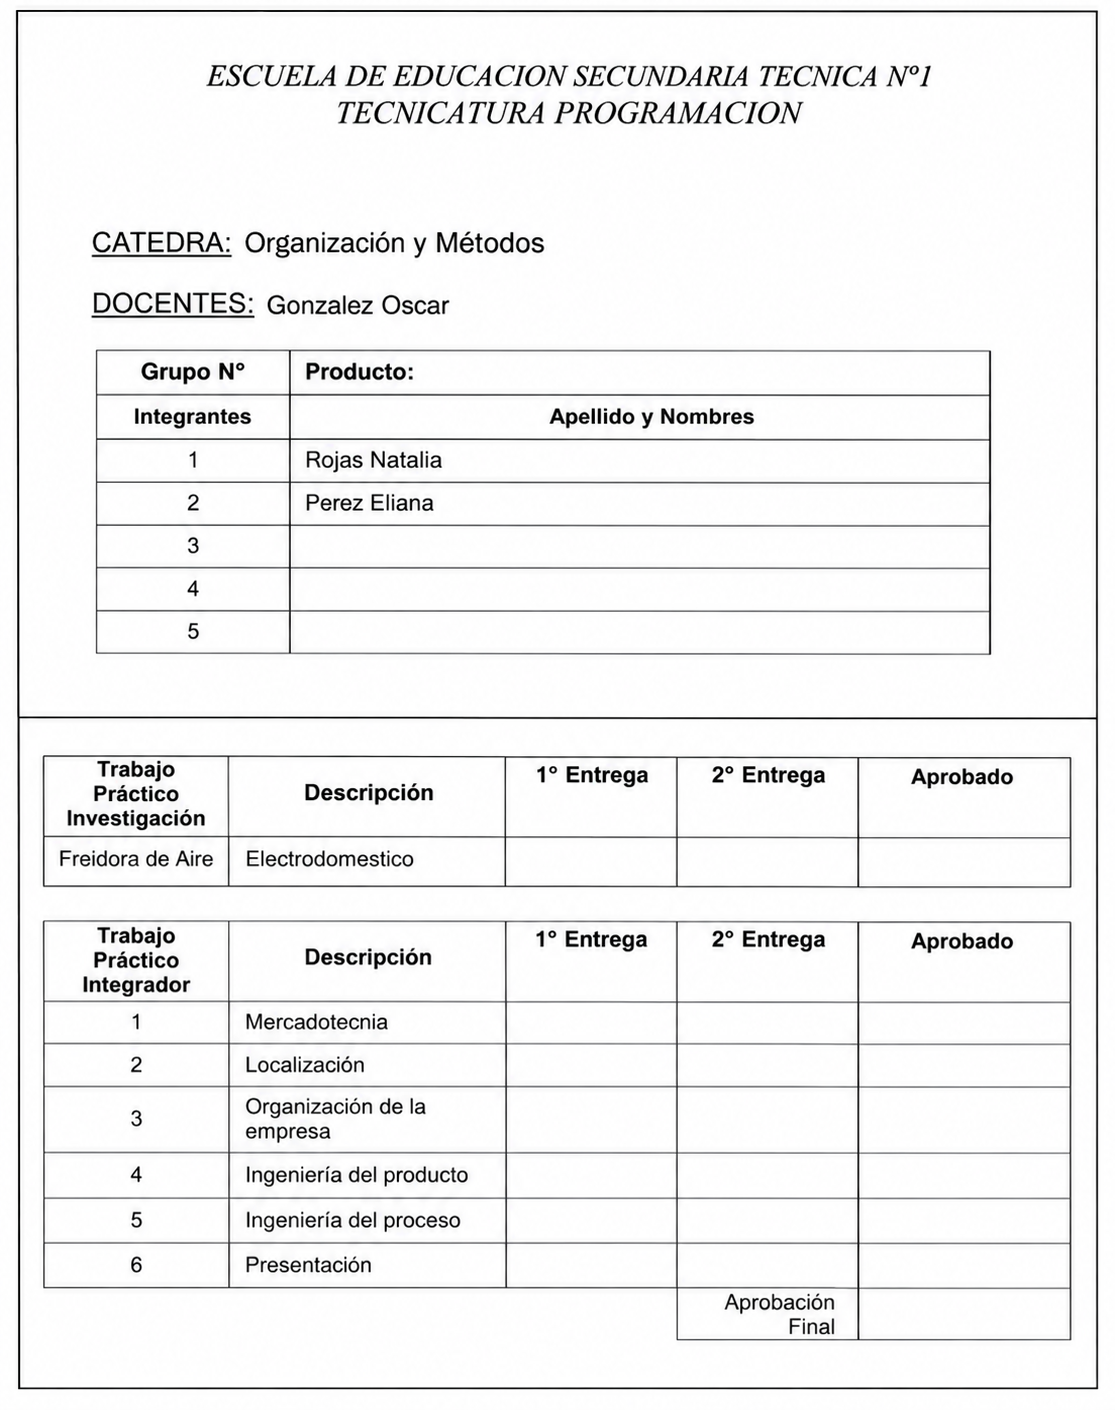 ESCUELA DE EDUCACION SECUNDARIA TECNICA Nº1
TECNICATURA PROGRAMACION
CATEDRA: Organización y Métodos
DOCENTES: Gonzalez Oscar
Grupo N° Producto:
Integrantes Apellido y Nombres
1 Rojas Natalia
2 Perez Eliana
3
4
5
Trabajo
Práctico
Investigación
Descripción
1° Entrega
2° Entrega
Aprobado
Freidora de Aire Electrodomestico
Trabajo
Práctico
Integrador
Descripción
1° Entrega
2° Entrega
Aprobado
1 Mercadotecnia
2 Localización
3 Organización de la
empresa
4 Ingeniería del producto
5 Ingeniería del proceso
6 Presentación
Aprobación
Final